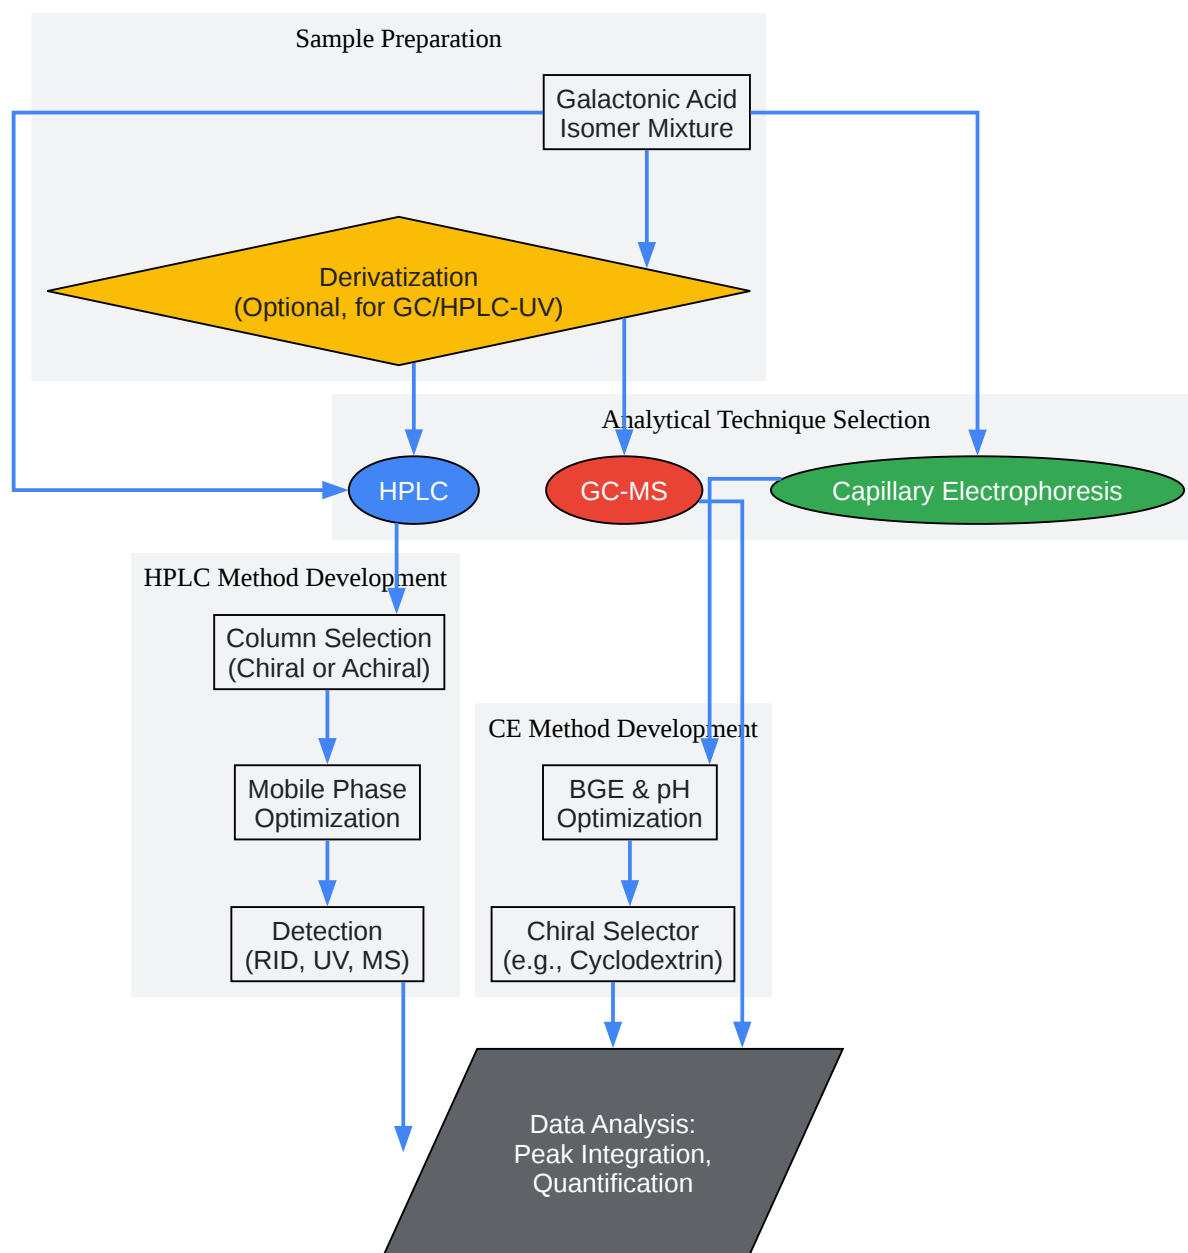 Sample Preparation
Galactonic Acid
Isomer Mixture
Derivatization
(Optional, for GC/HPLC-UV)
Analytical Technique Selection
HPLC
GC-MS
Capillary Electrophoresis
HPLC Method Development
Column Selection
(Chiral or Achiral)
Mobile Phase
Optimization
Detection
(RID, UV, MS)
CE Method Development
BGE & pH
Optimization
Chiral Selector
(e.g., Cyclodextrin)
Data Analysis:
Peak Integration,
Quantification